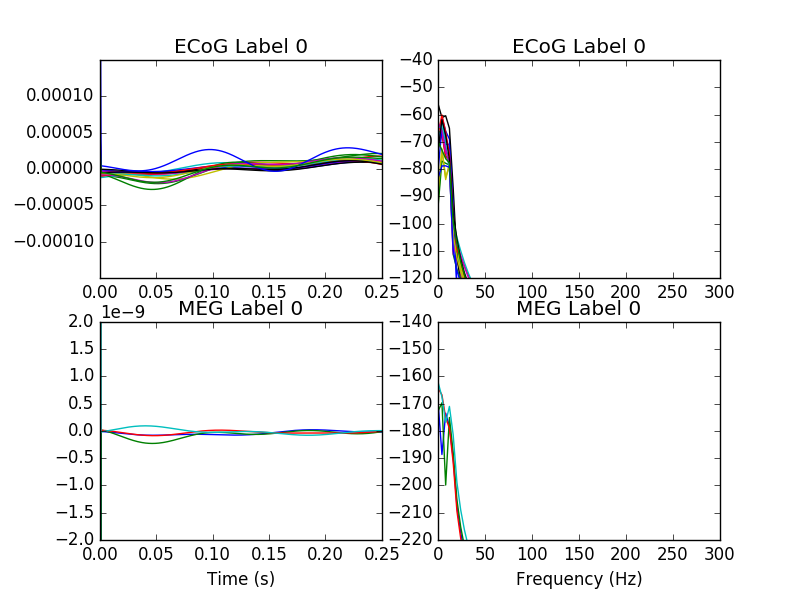 ECoG Label 0
0.00010
0.00005
0.00000
−0.00005
−0.00010
0.00 0.05 0.10 0.15 0.20 0.25
ECoG Label 0
−40
−50
−60
−70
−80
−90
−100
−110
−120
0 50 100 150 200 250 300
1e−9
MEG Label 0
2.0
1.5
1.0
0.5
0.0
−0.5
−1.0
−1.5
−2.0
0.00 0.05 0.10 0.15 0.20 0.25
Time (s)
MEG Label 0
−140
−150
−160
−170
−180
−190
−200
−210
−220
0 50 100 150 200 250 300
Frequency (Hz)